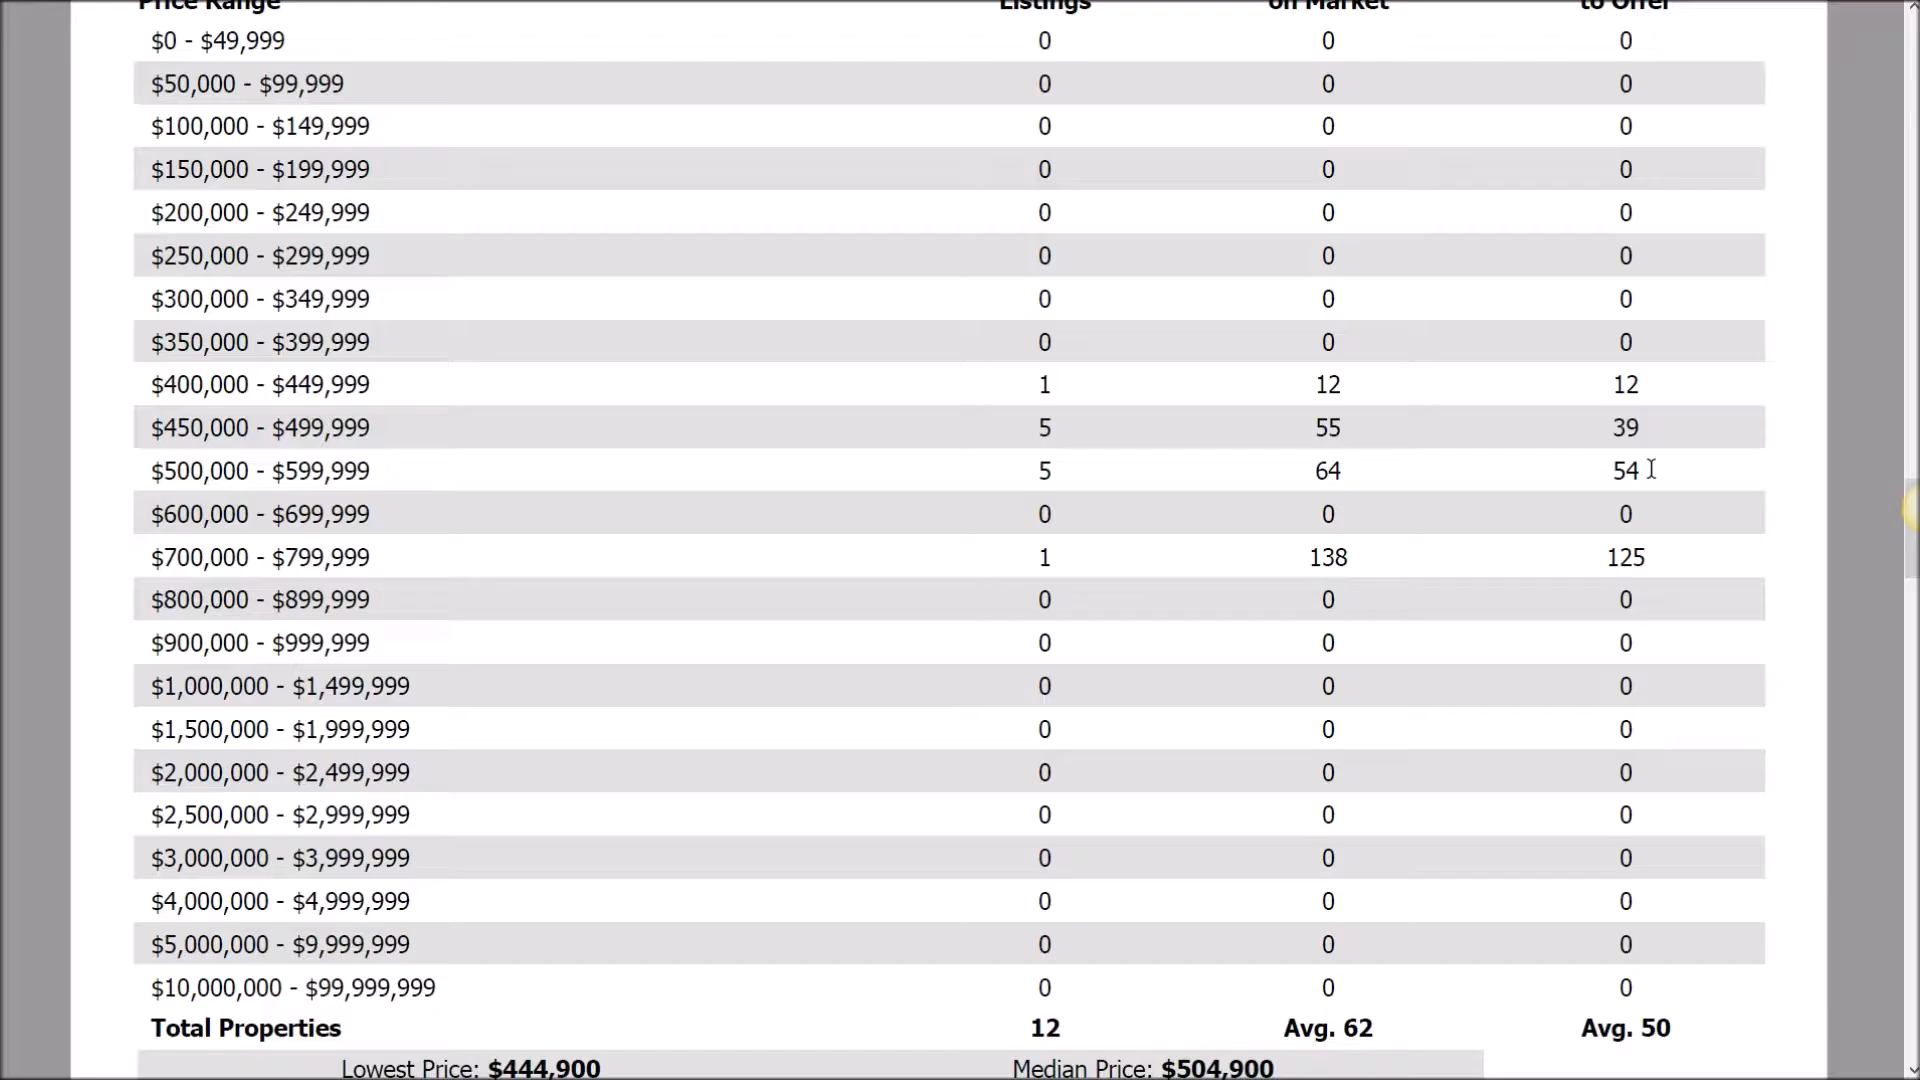 Price Range Listings on Market to Offer
$0 - $49,999 0 0 0
$50,000 - $99,999 0 0 0
$100,000 - $149,999 0 0 0
$150,000 - $199,999 0 0 0
$200,000 - $249,999 0 0 0
$250,000 - $299,999 0 0 0
$300,000 - $349,999 0 0 0
$350,000 - $399,999 0 0 0
$400,000 - $449,999 1 12 12
$450,000 - $499,999 5 55 39
$500,000 - $599,999 5 64 54
$600,000 - $699,999 0 0 0
$700,000 - $799,999 1 138 125
$800,000 - $899,999 0 0 0
$900,000 - $999,999 0 0 0
$1,000,000 - $1,499,999 0 0 0
$1,500,000 - $1,999,999 0 0 0
$2,000,000 - $2,499,999 0 0 0
$2,500,000 - $2,999,999 0 0 0
$3,000,000 - $3,999,999 0 0 0
$4,000,000 - $4,999,999 0 0 0
$5,000,000 - $9,999,999 0 0 0
$10,000,000 - $99,999,999 0 0 0
Total Properties 12 Avg. 62 Avg. 50
Lowest Price: $444,900 Median Price: $504,900